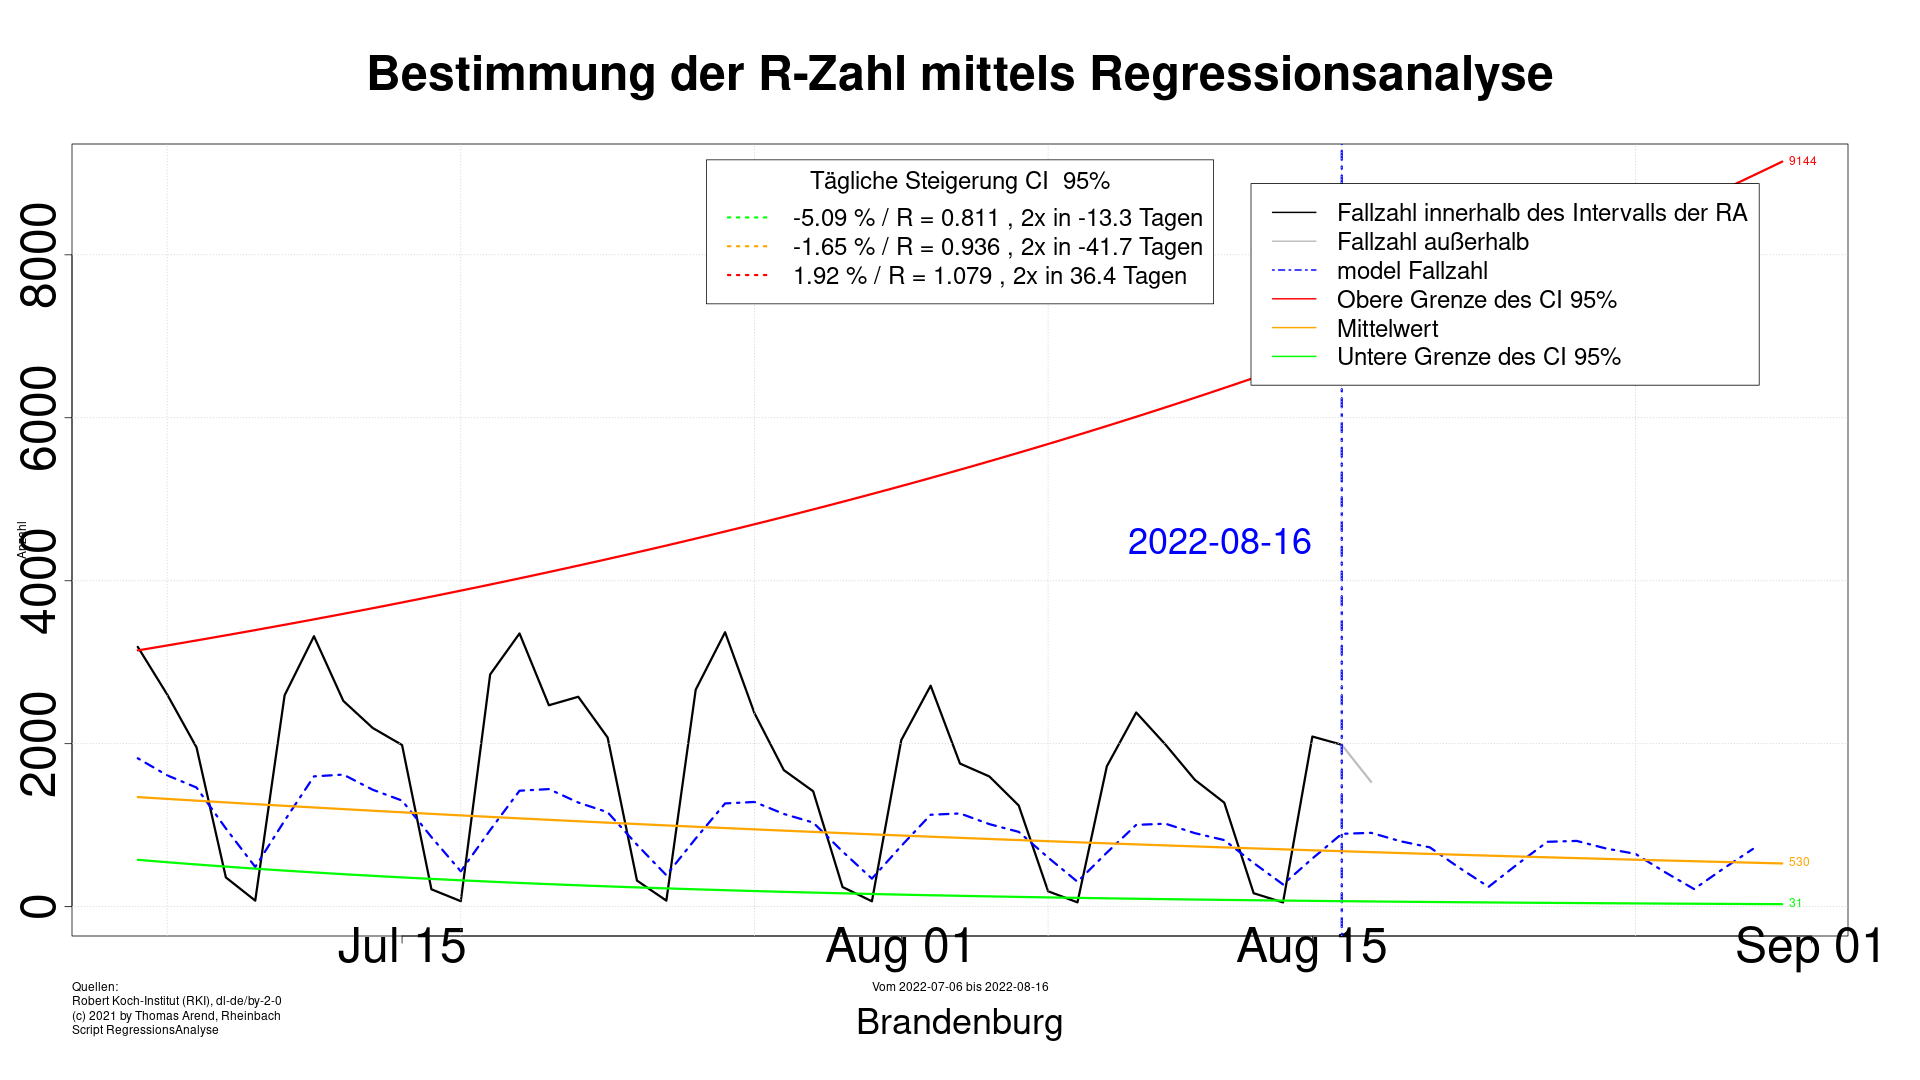 Bestimmung der R-Zahl mittels Regressionsanalyse
Tägliche Steigerung CI  95%
-5.09 % / R = 0.811 , 2x in -13.3 Tagen
-1.65 % / R = 0.936 , 2x in -41.7 Tagen
1.92 % / R = 1.079 , 2x in 36.4 Tagen
9144
Fallzahl innerhalb des Intervalls der RA
Fallzahl außerhalb
model Fallzahl
Obere Grenze des CI 95%
Mittelwert
Untere Grenze des CI 95%
8000
6000
4000
2000
0
Anzahl
2022-08-16
530
31
Jul 15
Aug 01
Aug 15
Sep 01
Quellen:
Robert Koch-Institut (RKI), dl-de/by-2-0
(c) 2021 by Thomas Arend, Rheinbach
Script RegressionsAnalyse
Vom 2022-07-06 bis 2022-08-16
Brandenburg